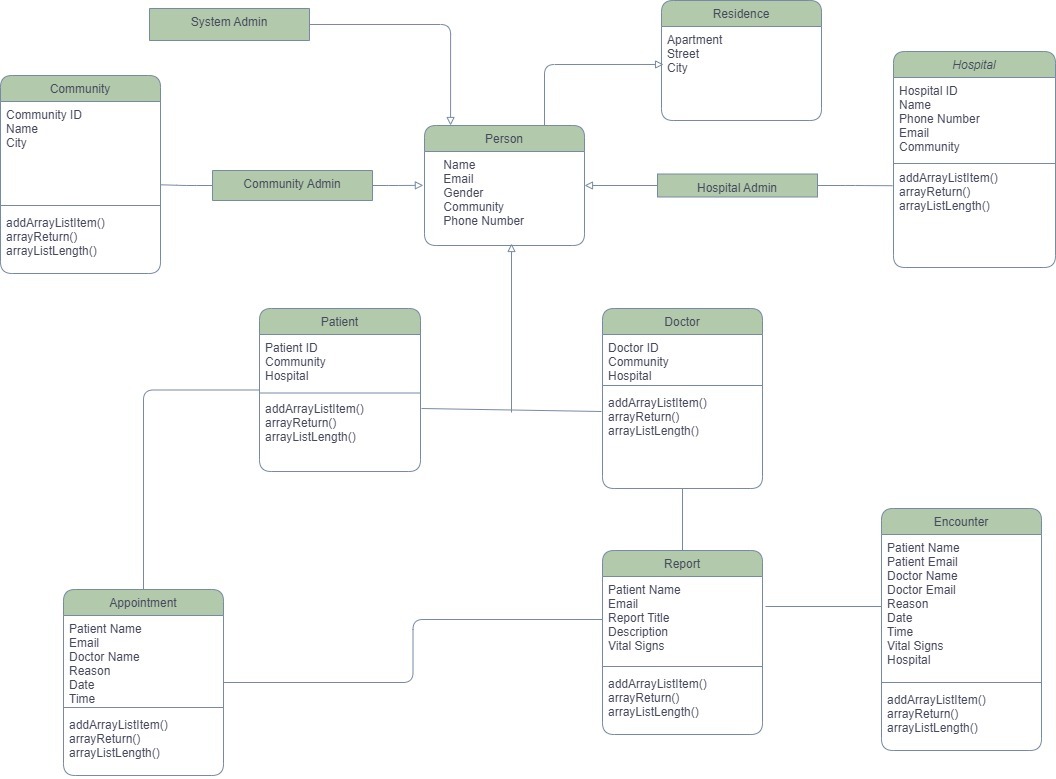 System Admin
Residence
Apartment
Street
City
Hospital
Hospital ID
Name
Phone Number
Email
Community
addArrayListItem()
arrayReturn()
arrayListLength()
Community
Community ID
Name
City
addArrayListItem()
arrayReturn()
arrayListLength()
Community Admin
Person
Name
Email
Gender
Community
Phone Number
Hospital Admin
Patient
Patient ID
Community
Hospital
addArrayListItem()
arrayReturn()
arrayListLength()
Doctor
Doctor ID
Community
Hospital
addArrayListItem()
arrayReturn()
arrayListLength()
Appointment
Patient Name
Email
Doctor Name
Reason
Date
Time
addArrayListItem()
arrayReturn()
arrayListLength()
Report
Patient Name
Email
Report Title
Description
Vital Signs
addArrayListItem()
arrayReturn()
arrayListLength()
Encounter
Patient Name
Patient Email
Doctor Name
Doctor Email
Reason
Date
Time
Vital Signs
Hospital
addArrayListItem()
arrayReturn()
arrayListLength()